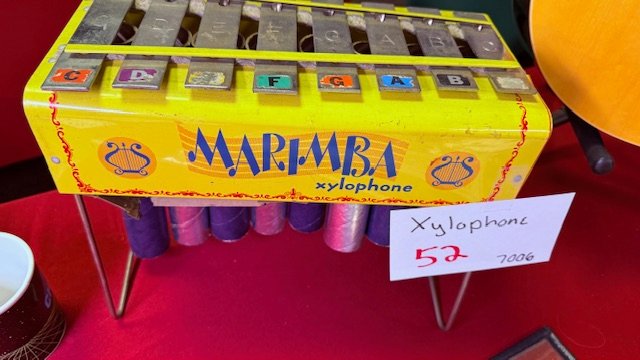 C D E F G A B C
C D F G A B
MARIMBA
xylophone
Xylophone
52 7006